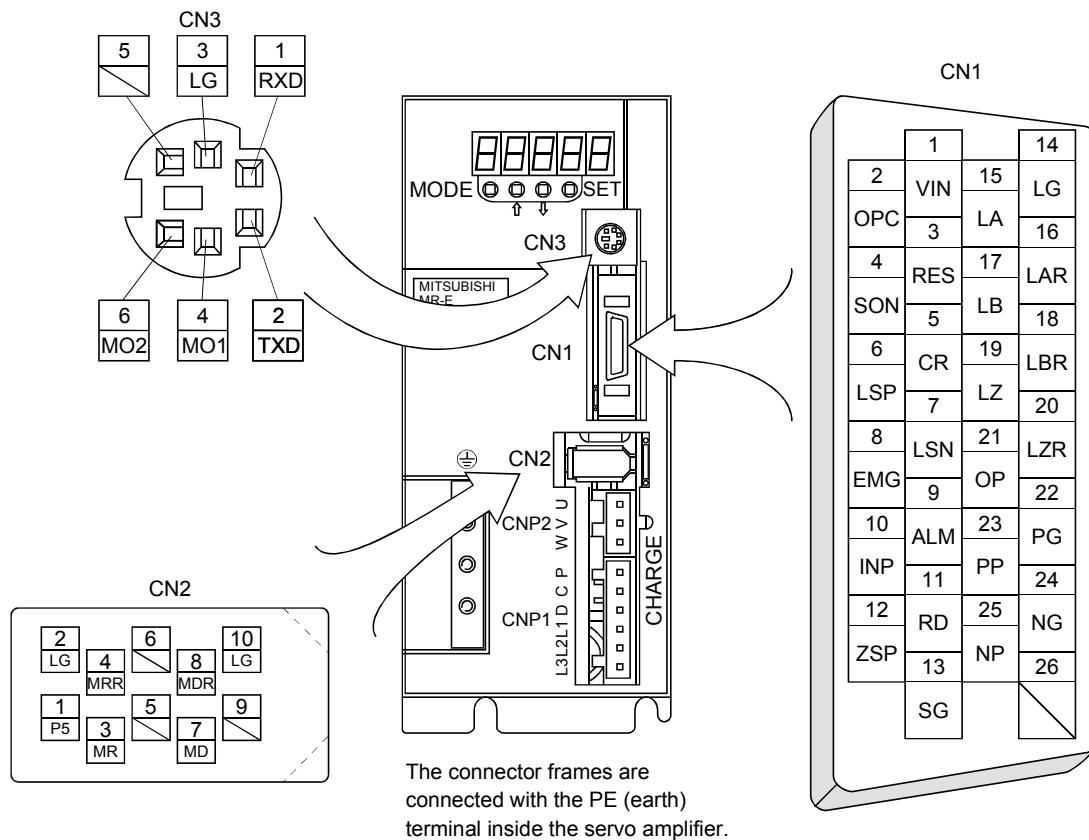 CN3
5 3 1
LG RXD
6 4 2
MO2 MO1 TXD
MODE SET
CN3
MITSUBISHI
MR-E
CN1
CN2
CNP2
U
V
W
CNP1
P
C
D
L1
L2
L3
CHARGE
CN2
2 6 10
LG LG
4 8
MRR MDR
1 5 9
P5
3 7
MR MD
The connector frames are
connected with the PE (earth)
terminal inside the servo amplifier.
CN1
1 14
2 VIN 15 LG
OPC 3 LA 16
4 RES 17 LAR
SON 5 LB 18
6 CR 19 LBR
LSP 7 LZ 20
8 LSN 21 LZR
EMG 9 OP 22
10 ALM 23 PG
INP 11 PP 24
12 RD 25 NG
ZSP 13 NP 26
SG